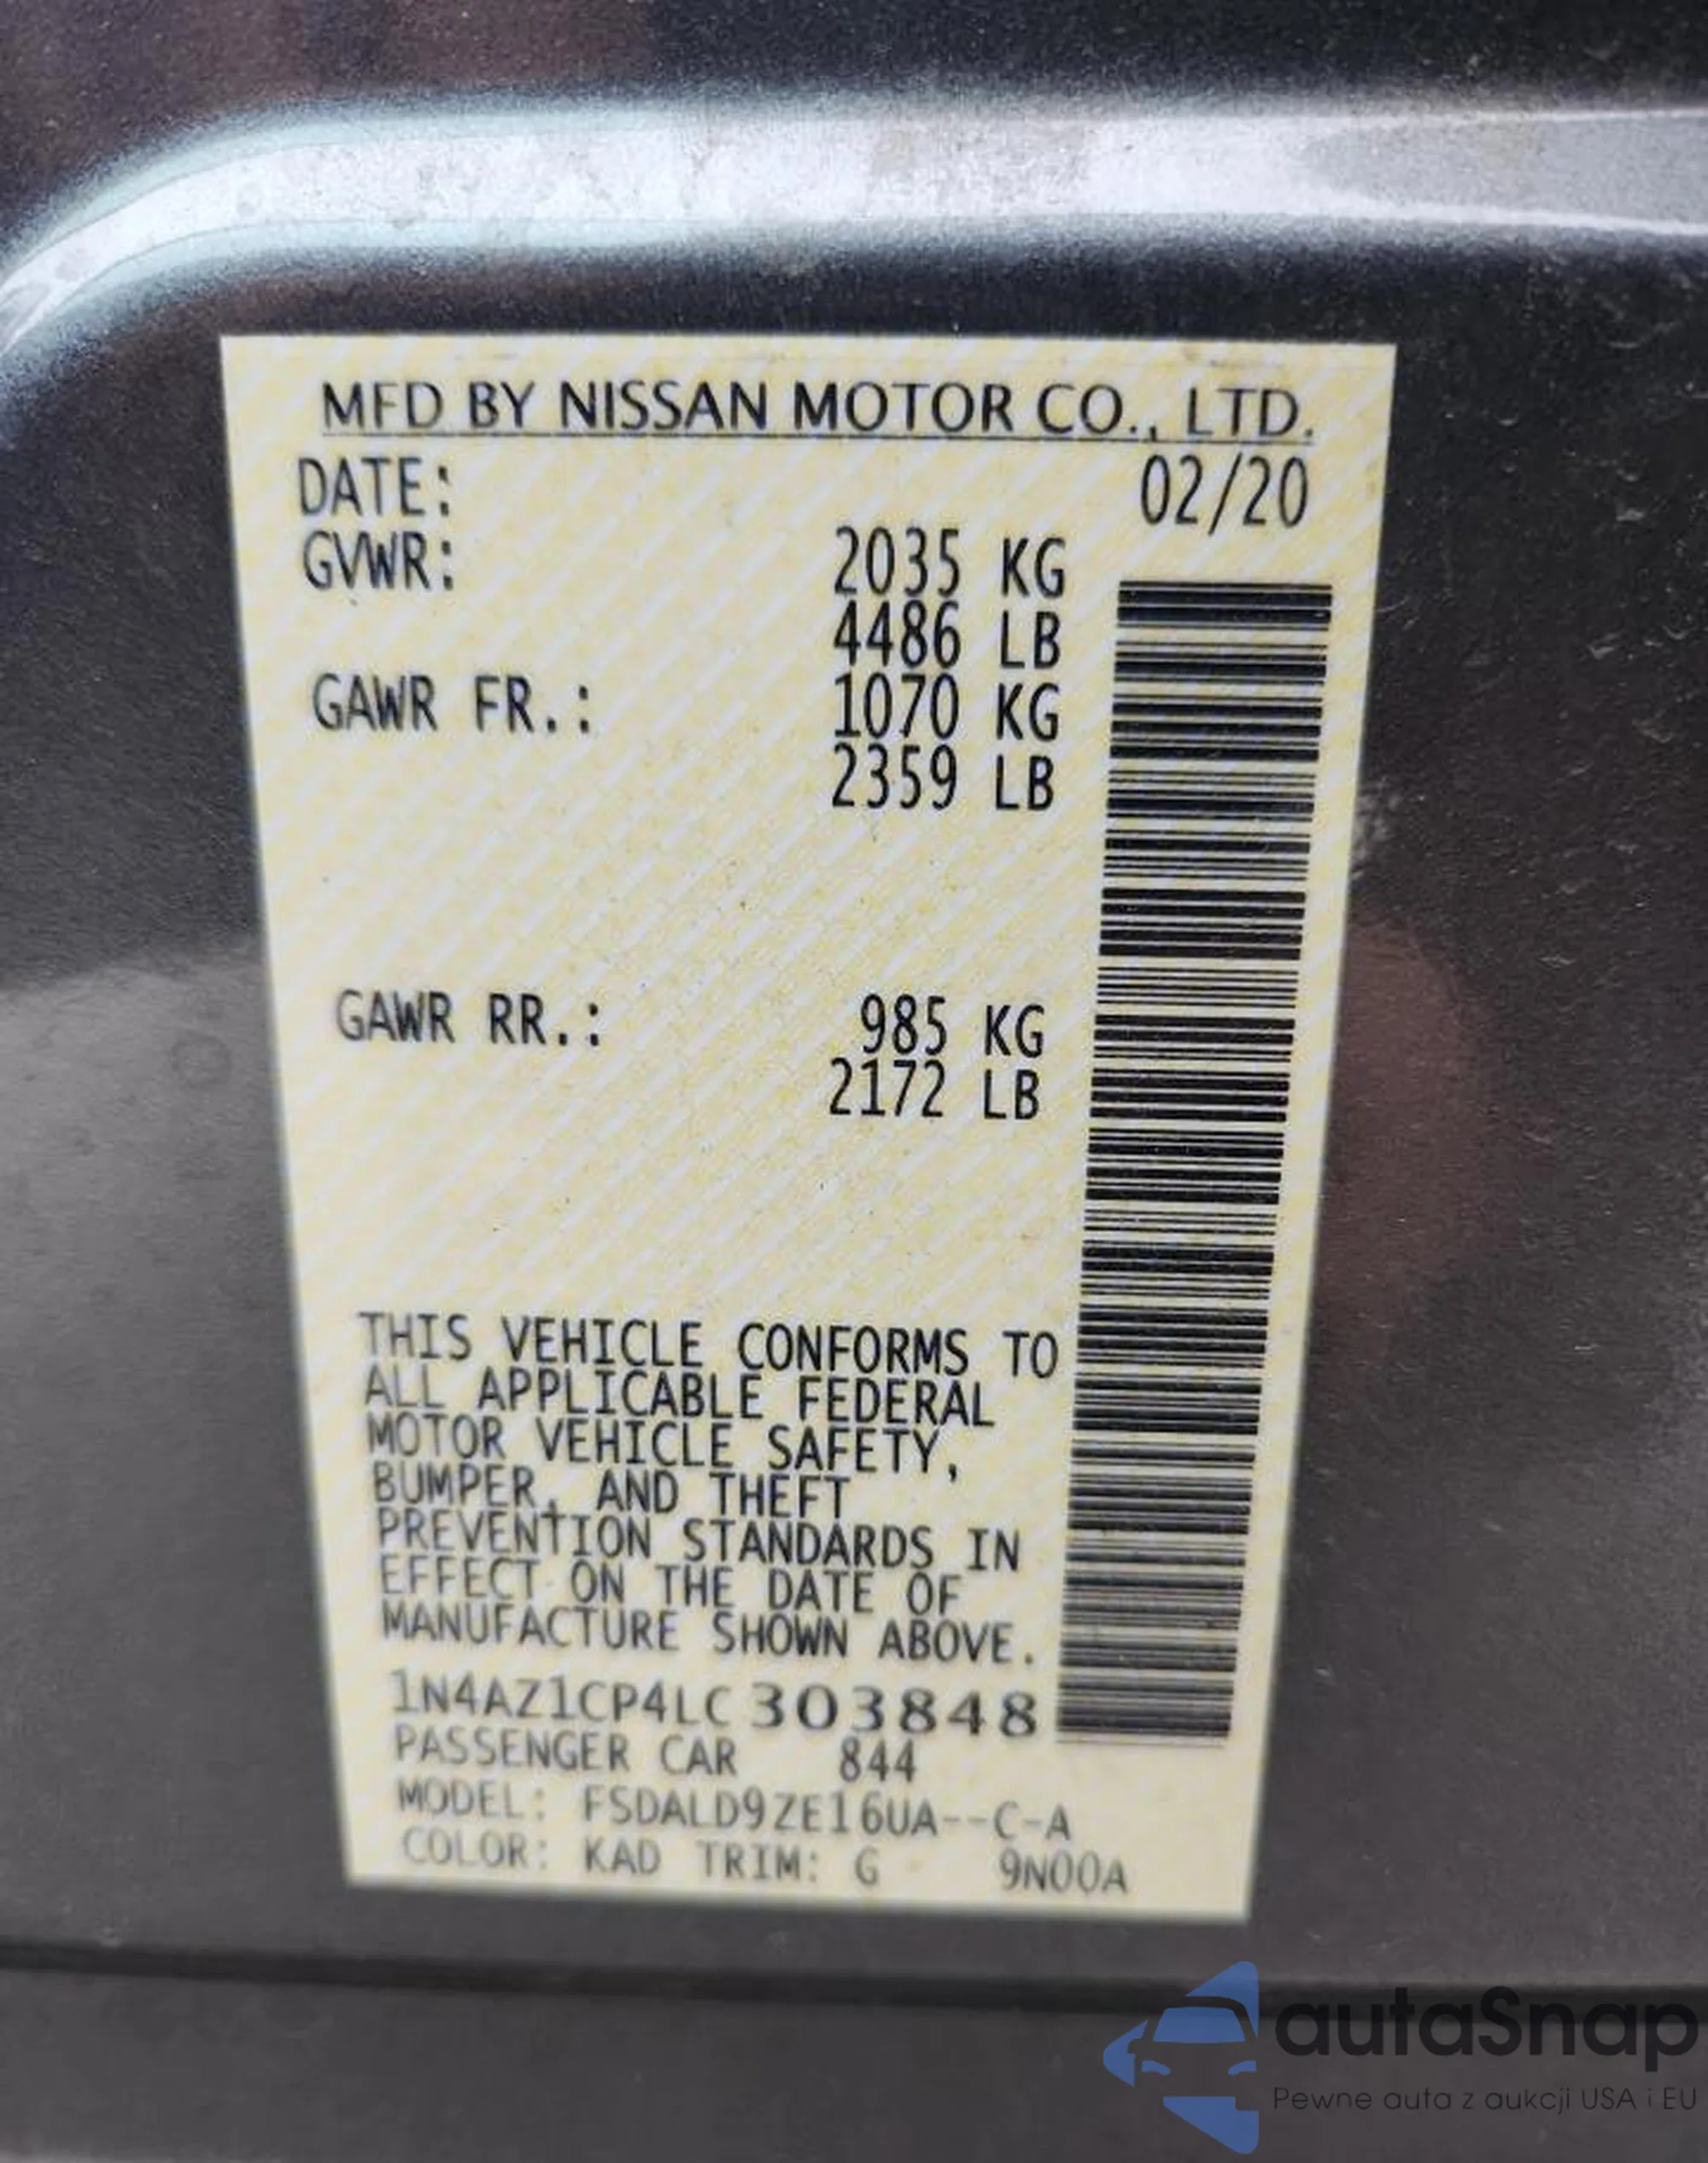 MFD BY NISSAN MOTOR CO., LTD.
DATE: 02/20
GVWR: 2035 KG
4486 LB
GAWR FR.: 1070 KG
2359 LB
GAWR RR.: 985 KG
2172 LB
THIS VEHICLE CONFORMS TO
ALL APPLICABLE FEDERAL
MOTOR VEHICLE SAFETY,
BUMPER, AND THEFT
PREVENTION STANDARDS IN
EFFECT ON THE DATE OF
MANUFACTURE SHOWN ABOVE.
1N4AZ1CP4LC303848
PASSENGER CAR 844
MODEL: FSDALD9ZE16UA--C-A
COLOR: KAD TRIM: G 9N00A
autaSnap
Pewne auta z aukcji USA i EU